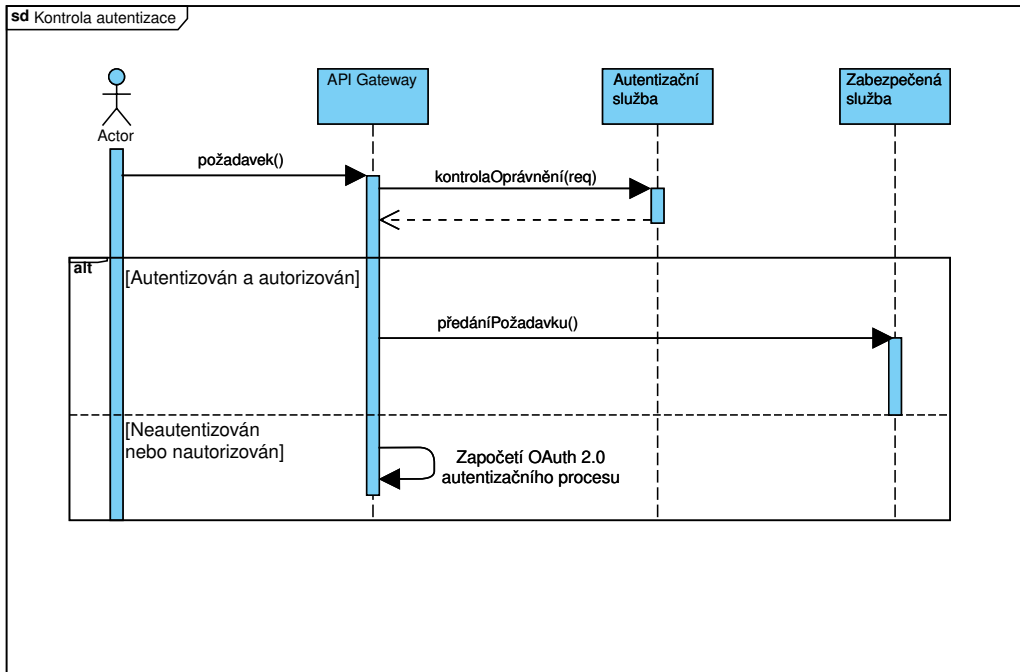 sd Kontrola autentizace
API Gateway
Autentizační
služba
Zabezpečená
služba
Actor
požadavek()
kontrolaOprávnění(req)
alt
[Autentizován a autorizován]
předáníPožadavku()
[Neautentizován
nebo nautorizován]
Započetí OAuth 2.0
autentizačního procesu